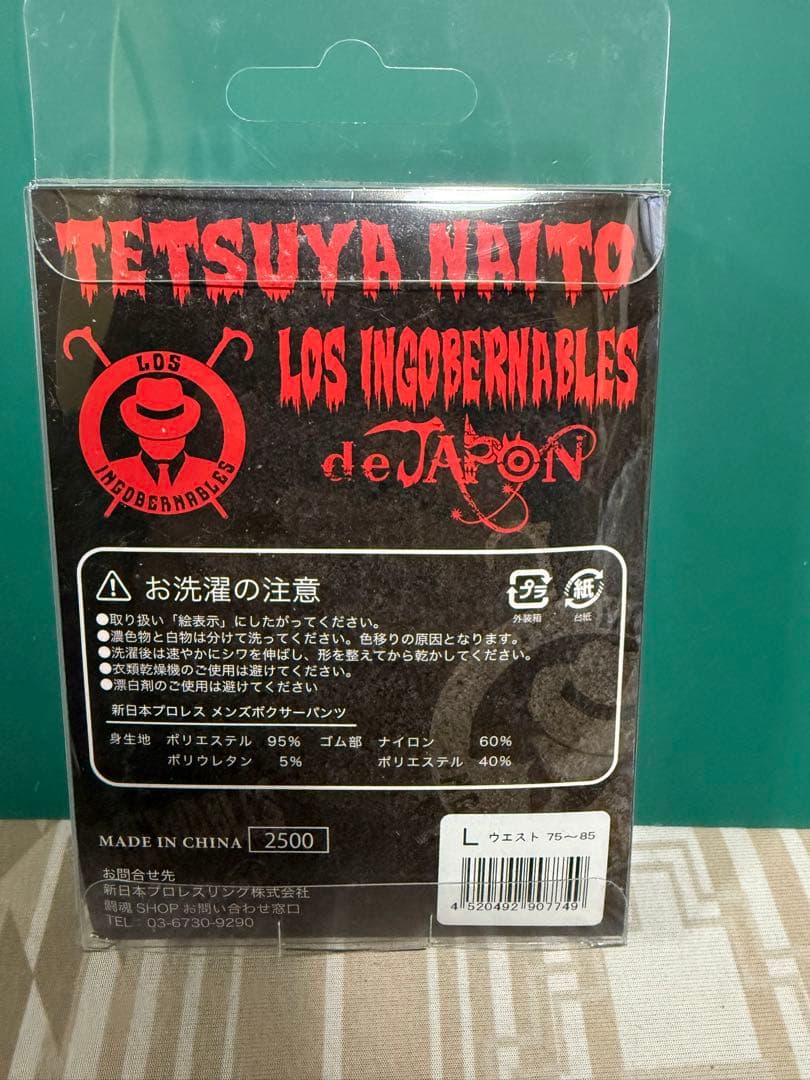 TETSUYA NAITO
LOS INGOBERNABLES
de JAPON
LOS
INGOBERNABLES
お洗濯の注意
プラ
外装箱
紙
台紙
●取り扱い「絵表示」にしたがってください。
●濃色物と白物は分けて洗ってください。色移りの原因となります。
●洗濯後は速やかにシワを伸ばし、形を整えてから乾かしてください。
●衣類乾燥機のご使用は避けてください。
●漂白剤のご使用は避けてください
新日本プロレス メンズボクサーパンツ
身生地 ポリエステル 95% ゴム部 ナイロン 60%
ポリウレタン 5% ポリエステル 40%
MADE IN CHINA 2500
L ウエスト 75〜85
4 520492 907749
お問合せ先
新日本プロレスリング株式会社
闘魂 SHOP お問い合わせ窓口
TEL：03-6730-9290